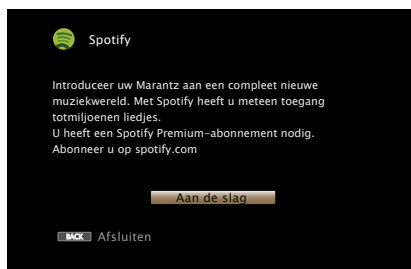 Spotify
Introduceer uw Marantz aan een compleet nieuwe
muziekwereld. Met Spotify heeft u meteen toegang
totmiljoenen liedjes.
U heeft een Spotify Premium-abonnement nodig.
Abonneer u op spotify.com
Aan de slag
BACK Afsluiten